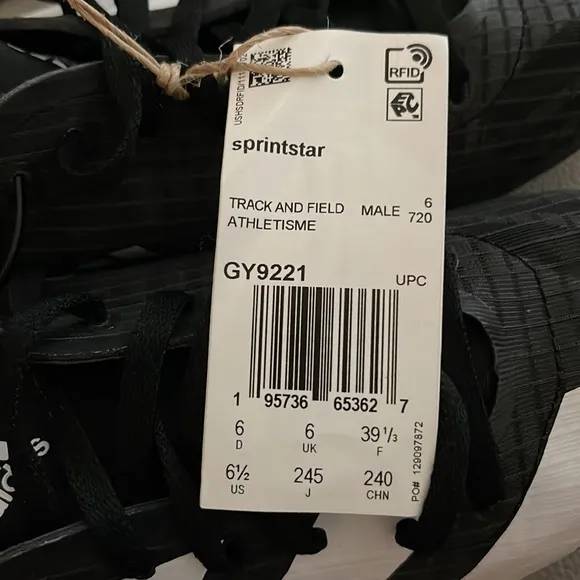 RFID
sprintstar
TRACK AND FIELD MALE 6
ATHLETISME 720
GY9221 UPC
1 95736 65362 7
6 6 39 1/3
D UK F
6½ 245 240
US J CHN
PO# 129097872